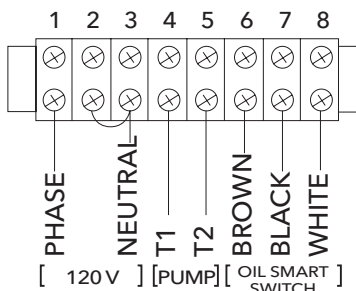 1 2 3 4 5 6 7 8
PHASE
NEUTRAL
T1
T2
BROWN
BLACK
WHITE
[ 120 V ] [PUMP] [ OIL SMART SWITCH ]